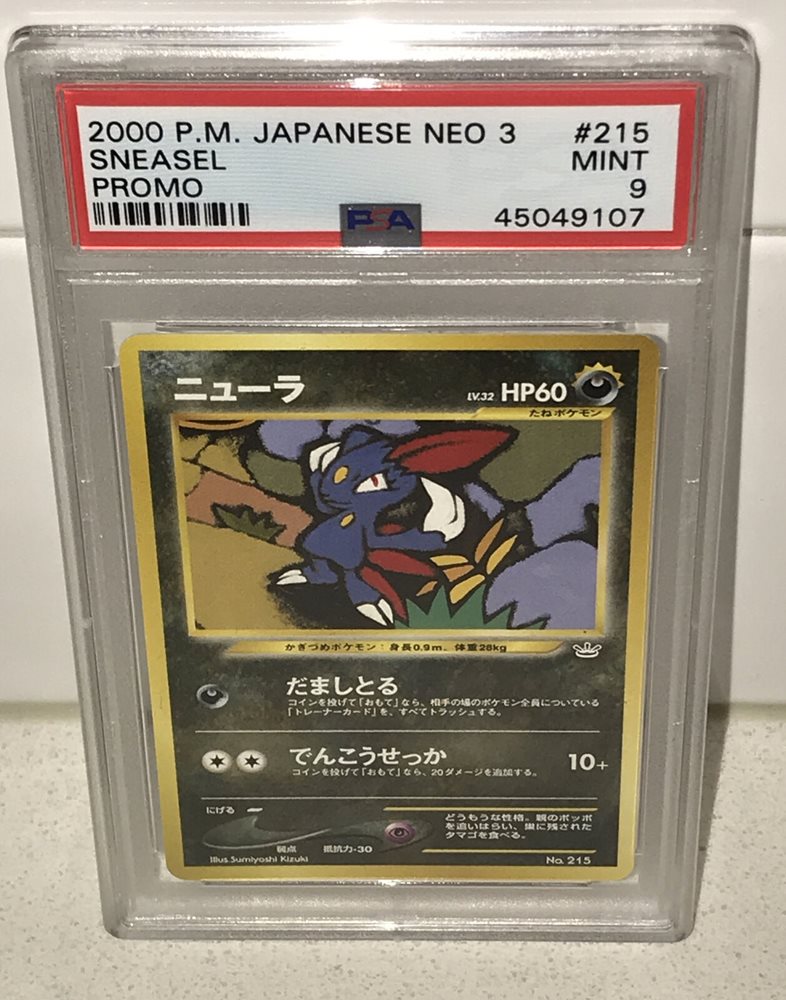 2000 P.M. JAPANESE NEO 3 #215
SNEASEL MINT
PROMO 9
PSA 45049107
ニューラ LV.32 HP60
たねポケモン
かぎづめポケモン：身長0.9m、体重28kg
だましとる
コインを投げて「おもて」なら、相手の場のポケモン全員についている
「トレーナーカード」を、すべてトラッシュする。
でんこうせっか 10+
コインを投げて「おもて」なら、20ダメージを追加する。
にげる
弱点 抵抗力-30
どうもうな性格。親のポッポ
を追いはらい、巣に残された
タマゴを食べる。
Illus.Sumiyoshi Kizuki No.215